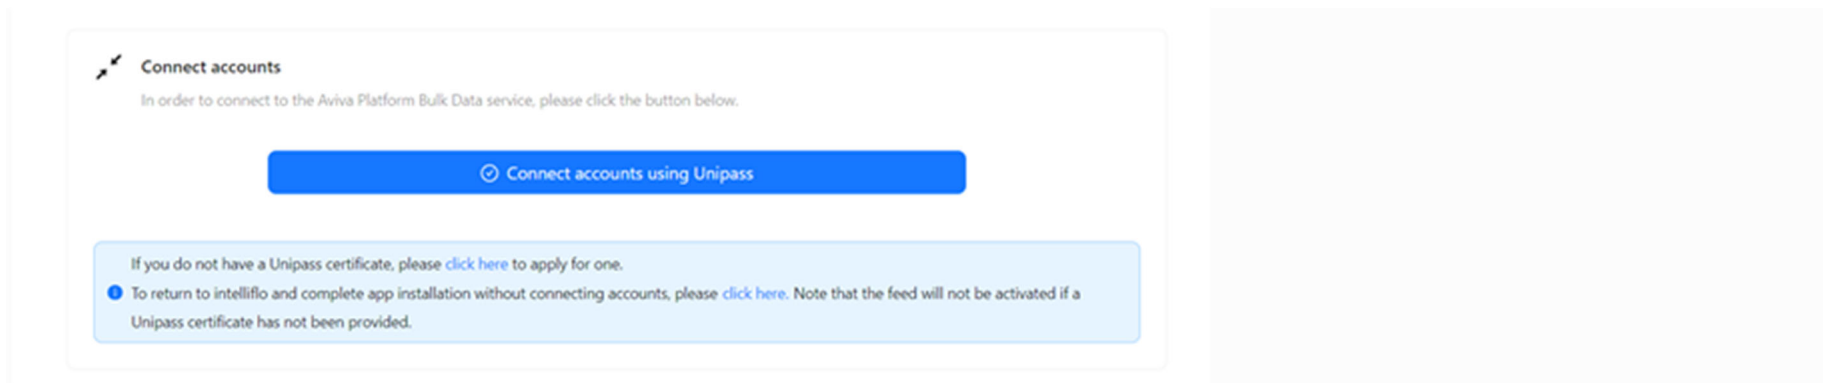 Connect accounts
In order to connect to the Aviva Platform Bulk Data service, please click the button below.
Connect accounts using Unipass
If you do not have a Unipass certificate, please click here to apply for one.
To return to intelliflo and complete app installation without connecting accounts, please click here. Note that the feed will not be activated if a
Unipass certificate has not been provided.